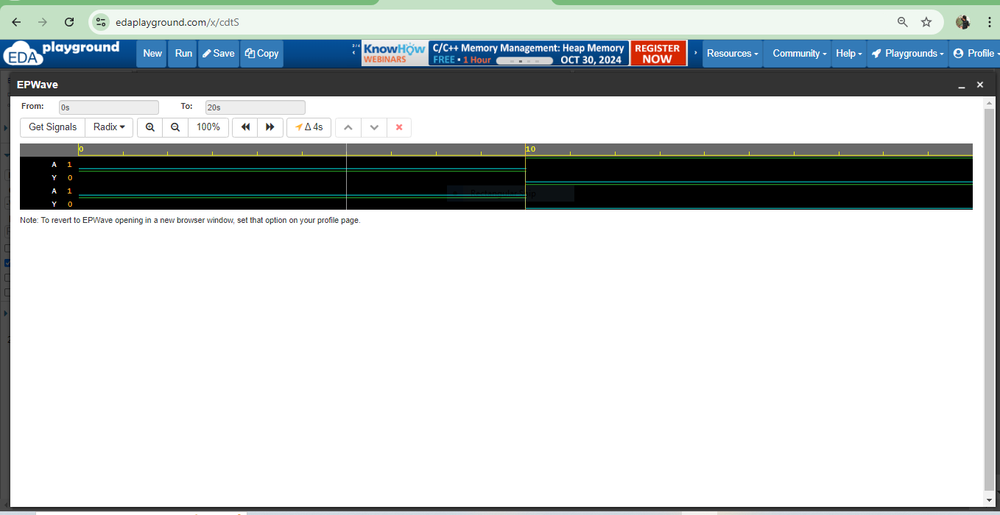 edaplayground.com/x/cdtS
EDA playground
New Run Save Copy
2/4 KnowHow WEBINARS
C/C++ Memory Management: Heap Memory
FREE • 1 Hour OCT 30, 2024
REGISTER NOW
Resources Community Help Playgrounds Profile
EPWave
From: 0s To: 20s
Get Signals Radix 100% Δ 4s
0 10
A 1
Y 0
A 1
Y 0
Note: To revert to EPWave opening in a new browser window, set that option on your profile page.